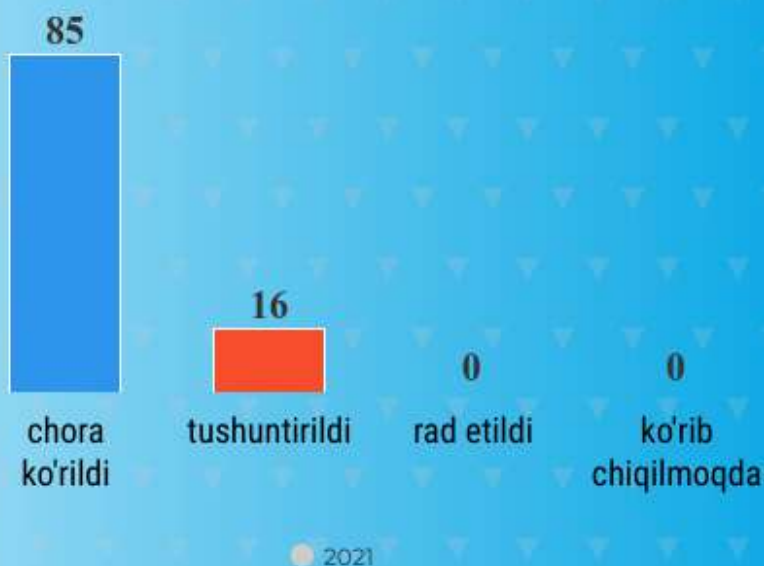 85
16
0
0
chora
ko'rildi
tushuntirildi
rad etildi
ko'rib
chiqilmoqda
2021